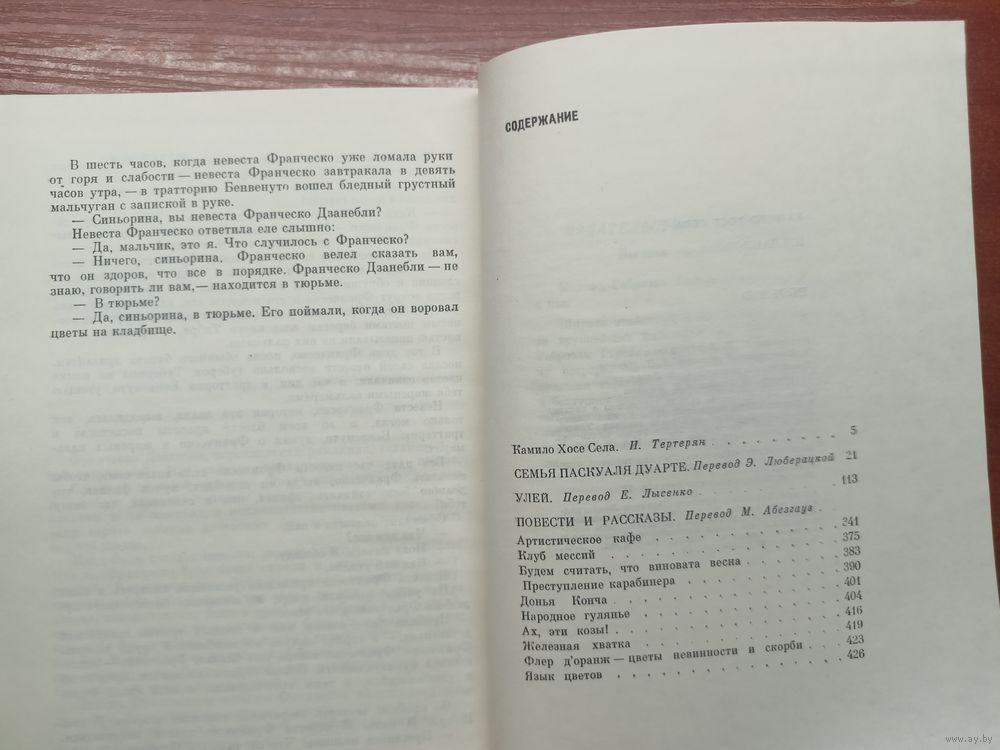 В шесть часов, когда невеста Франческо уже ломала руки
от горя и слабости — невеста Франческо завтракала в девять
часов утра, — в тратторию Бенвенуто вошел бледный грустный
мальчуган с запиской в руке.
— Синьорина, вы невеста Франческо Дзанебли?
Невеста Франческо ответила еле слышно:
— Да, мальчик, это я. Что случилось с Франческо?
— Ничего, синьорина. Франческо велел сказать вам,
что он здоров, что все в порядке. Франческо Дзанебли — не
знаю, говорить ли вам,— находится в тюрьме.
— В тюрьме?
— Да, синьорина, в тюрьме. Его поймали, когда он воровал
цветы на кладбище.
СОДЕРЖАНИЕ
Камило Хосе Села. И. Тертерян . . . . . . . . . 5
СЕМЬЯ ПАСКУАЛЯ ДУАРТЕ. Перевод Э. Люберацкой 21
УЛЕЙ. Перевод Е. Лысенко . . . . . . . . . 113
ПОВЕСТИ И РАССКАЗЫ. Перевод М. Абезгауз .
Артистическое кафе . . . . . . . . . . . 341
Клуб мессий . . . . . . . . . . . . . 375
Будем считать, что виновата весна . . . . . . 383
Преступление карабинера . . . . . . . . . 390
Донья Конча . . . . . . . . . . . . . 401
Народное гулянье . . . . . . . . . . . 404
Ах, эти козы! . . . . . . . . . . . . . 416
Железная хватка . . . . . . . . . . . 419
Флер д'оранж — цветы невинности и скорби . . . 423
Язык цветов . . . . . . . . . . . . . 426
www.ay.by